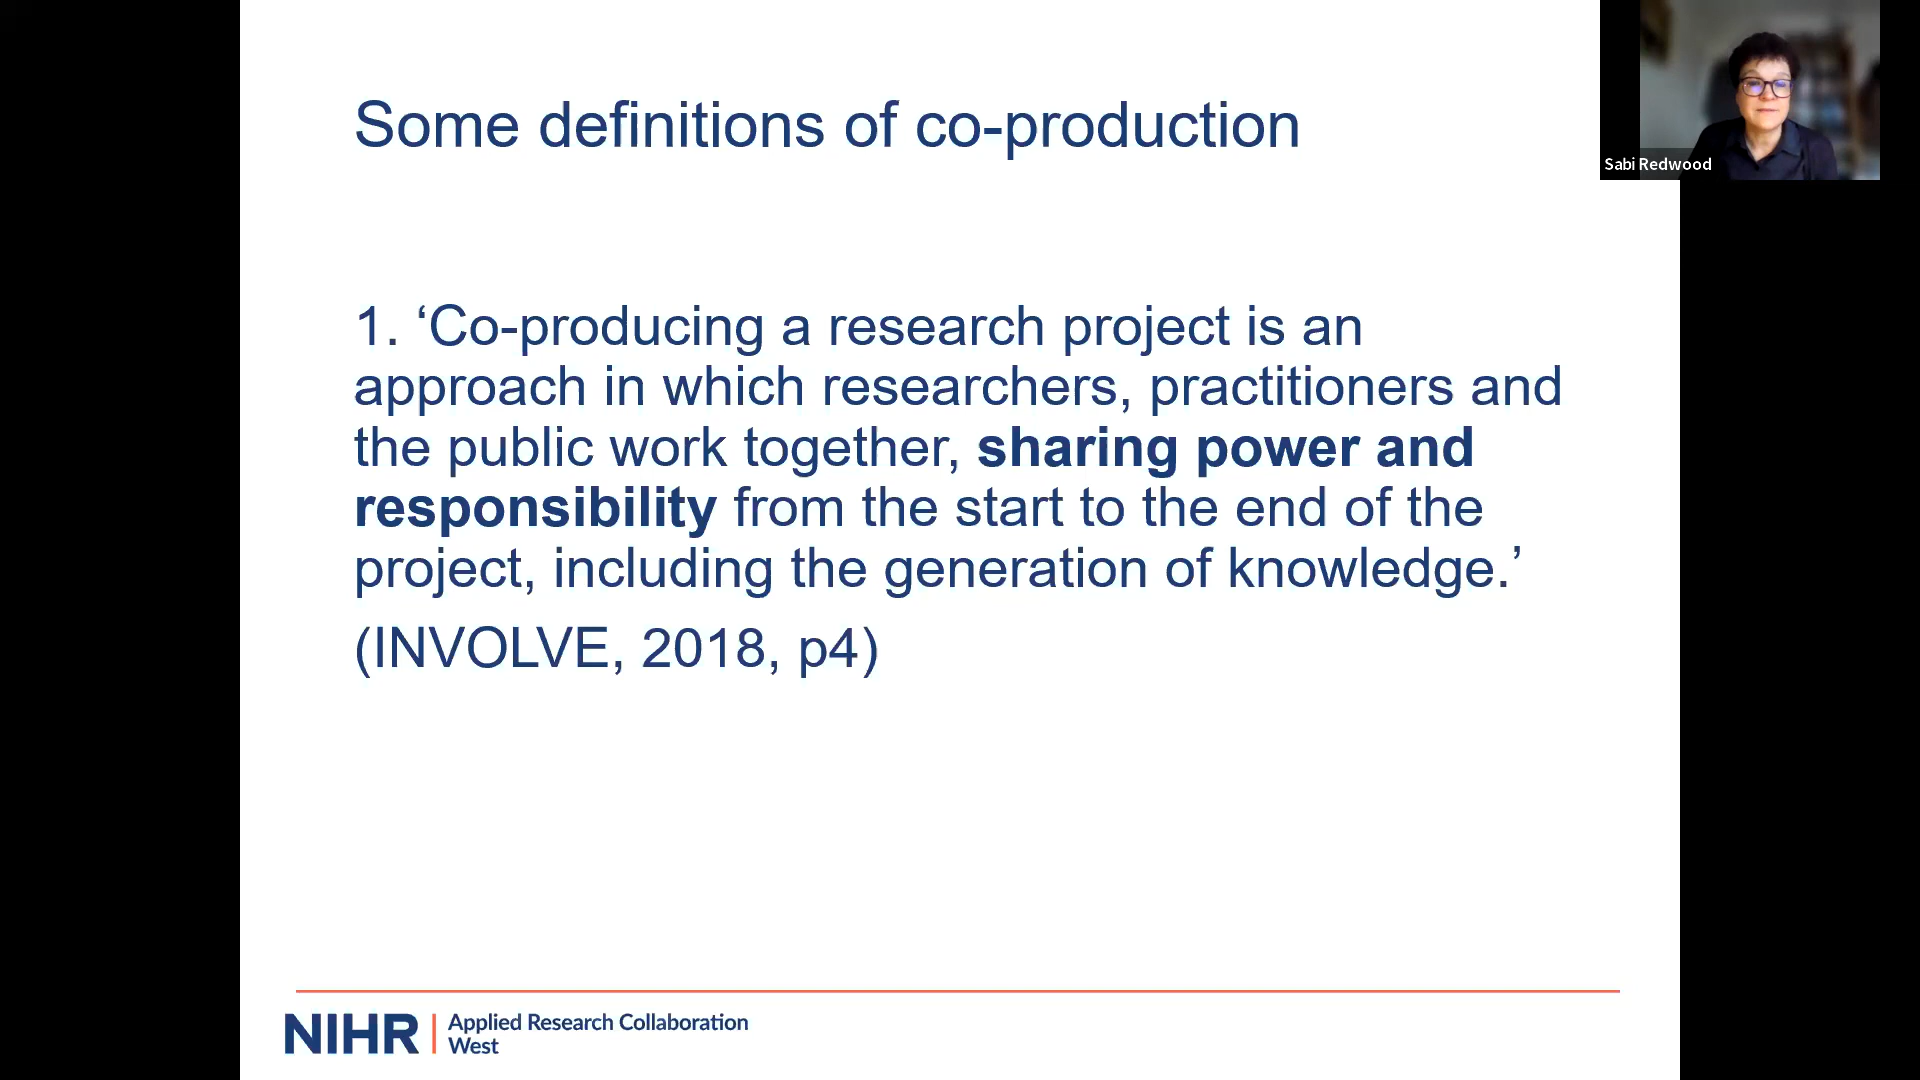 Some definitions of co-production
Sabi Redwood
1. ‘Co-producing a research project is an
approach in which researchers, practitioners and
the public work together, sharing power and
responsibility from the start to the end of the
project, including the generation of knowledge.’
(INVOLVE, 2018, p4)
NIHR | Applied Research Collaboration
West